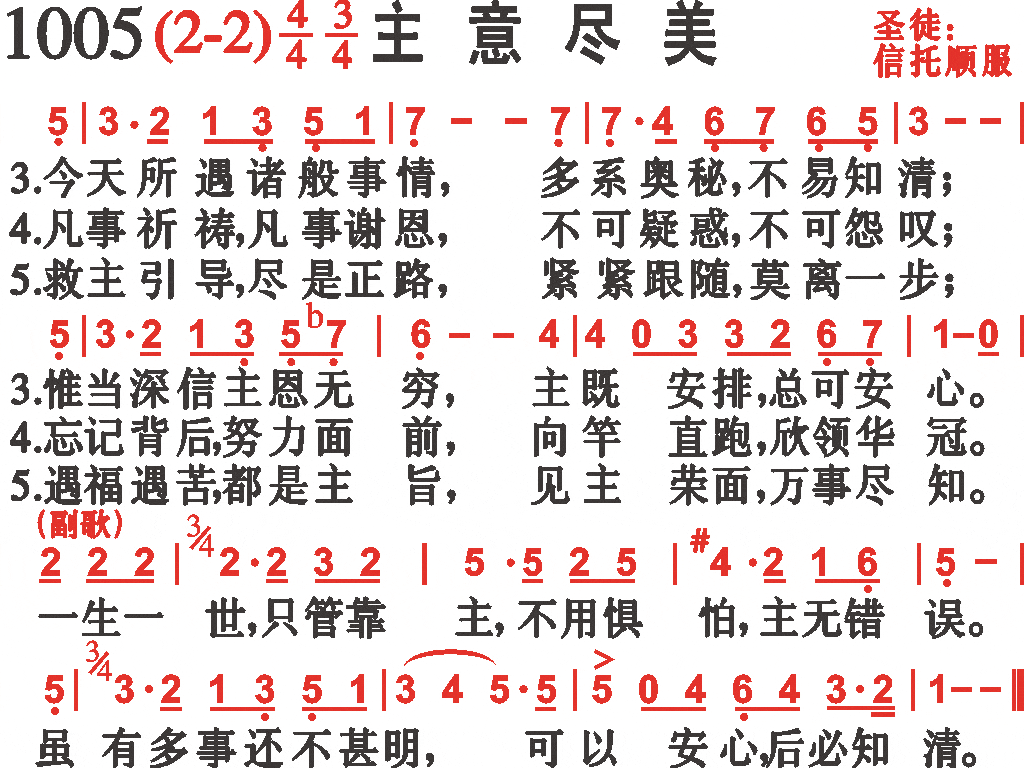 1005 (2-2) 4/4 3/4 主意尽美 圣徒:
信托顺服
5 | 3·2 1 3 5 1 | 7 - - 7 | 7·4 6 7 6 5 | 3 - - |
3.今天所遇诸般事情, 多系奥秘,不易知清;
4.凡事祈祷,凡事谢恩, 不可疑惑,不可怨叹;
5.救主引导,尽是正路, 紧紧跟随,莫离一步;
5 | 3·2 1 3 5 b7 | 6 - - 4 | 4 0 3 3 2 6 7 | 1-0 |
3.惟当深信主恩无穷, 主既安排,总可安心。
4.忘记背后,努力面前, 向竿直跑,欣领华冠。
5.遇福遇苦,都是主旨, 见主荣面,万事尽知。
(副歌)
2 2 2 | 3/4 2·2 3 2 | 5·5 2 5 | #4·2 1 6 | 5 - |
一生一世,只管靠主,不用惧怕,主无错误。
5 | 3/4 3·2 1 3 5 1 | 3 4 5·5 | > 5 0 4 6 4 3·2 | 1--
虽有多事还不甚明, 可以安心,后必知清。